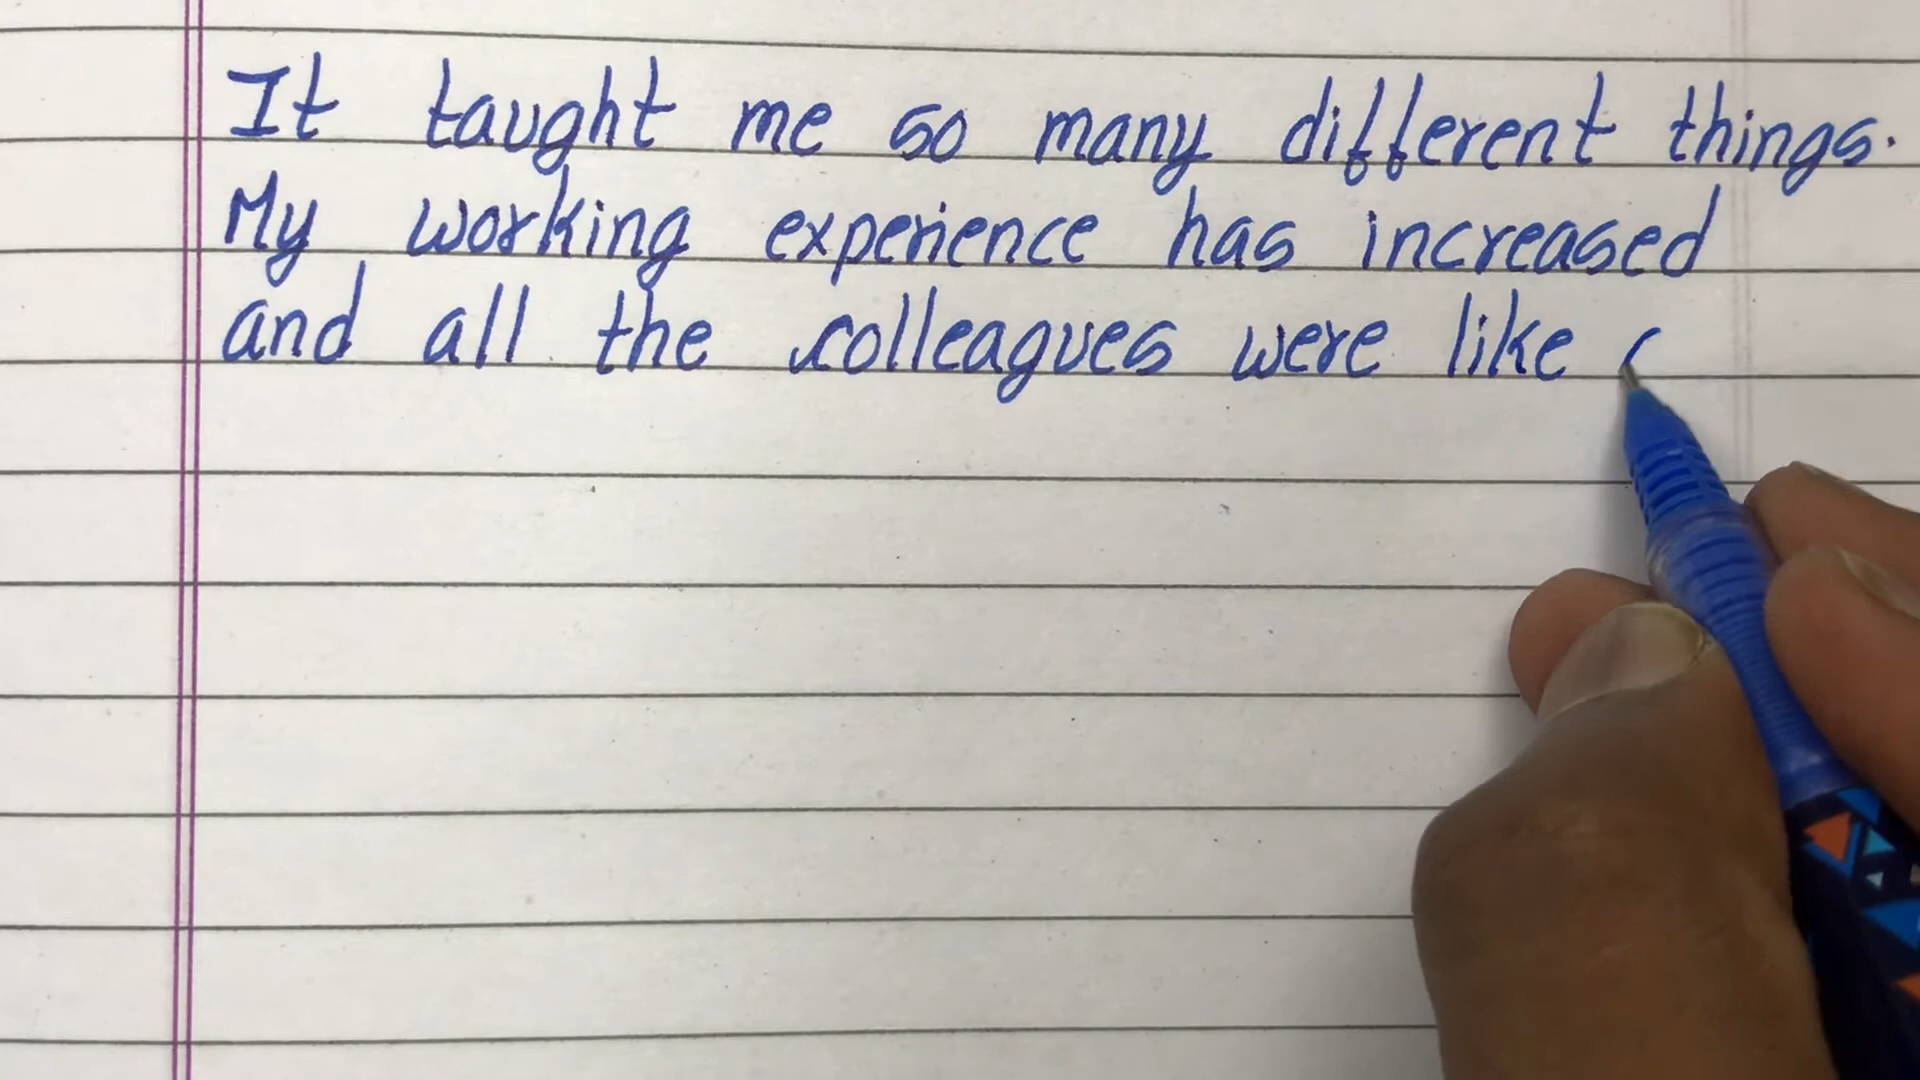 It taught me so many different things.
My working experience has increased
and all the colleagues were like